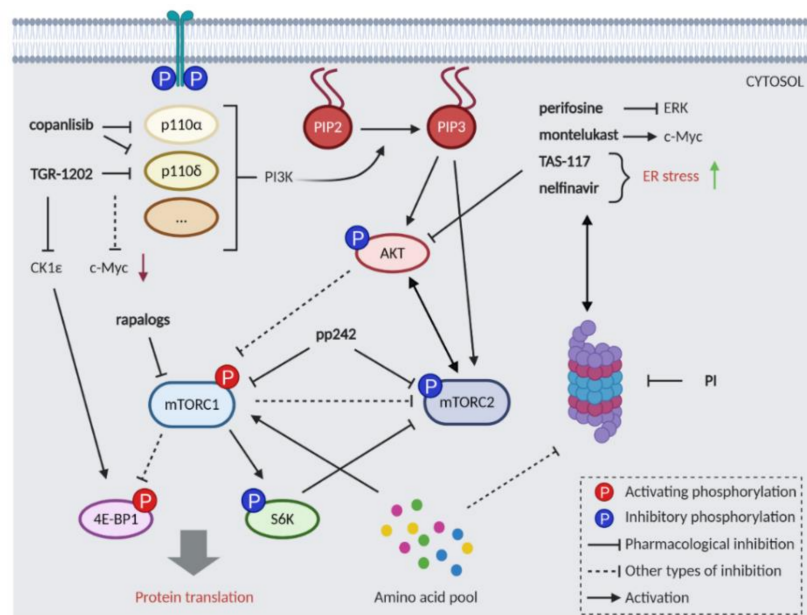 CYTOSOL
P P
copanlisib
p110α
PIP2
PIP3
perifosine ERK
montelukast c-Myc
TGR-1202
p110δ
PI3K
TAS-117
nelfinavir
ER stress
...
P
AKT
CK1ε
c-Myc
rapalogs
pp242
P
mTORC1
P
mTORC2
PI
P
4E-BP1
P
S6K
Protein translation
Amino acid pool
P Activating phosphorylation
P Inhibitory phosphorylation
Pharmacological inhibition
Other types of inhibition
Activation